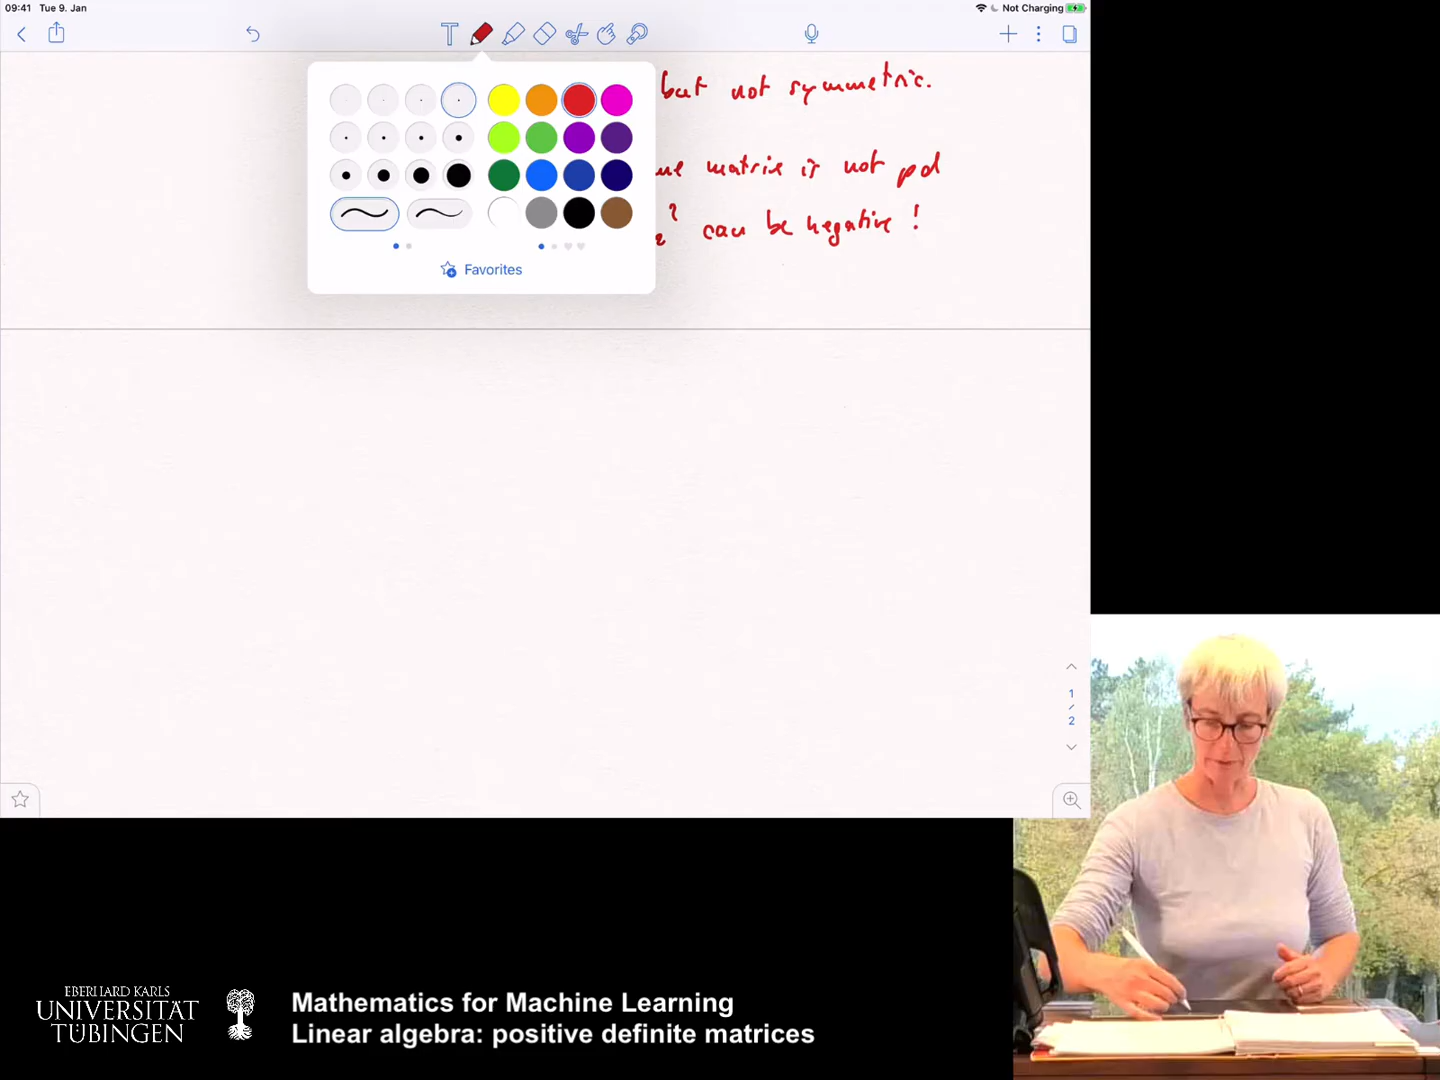 09:41 Tue 9. Jan
Not Charging
but not symmetric.
matrix is not pd
can be negative !
Favorites
1
/
2
EBERHARD KARLS
UNIVERSITÄT
TÜBINGEN
Mathematics for Machine Learning
Linear algebra: positive definite matrices